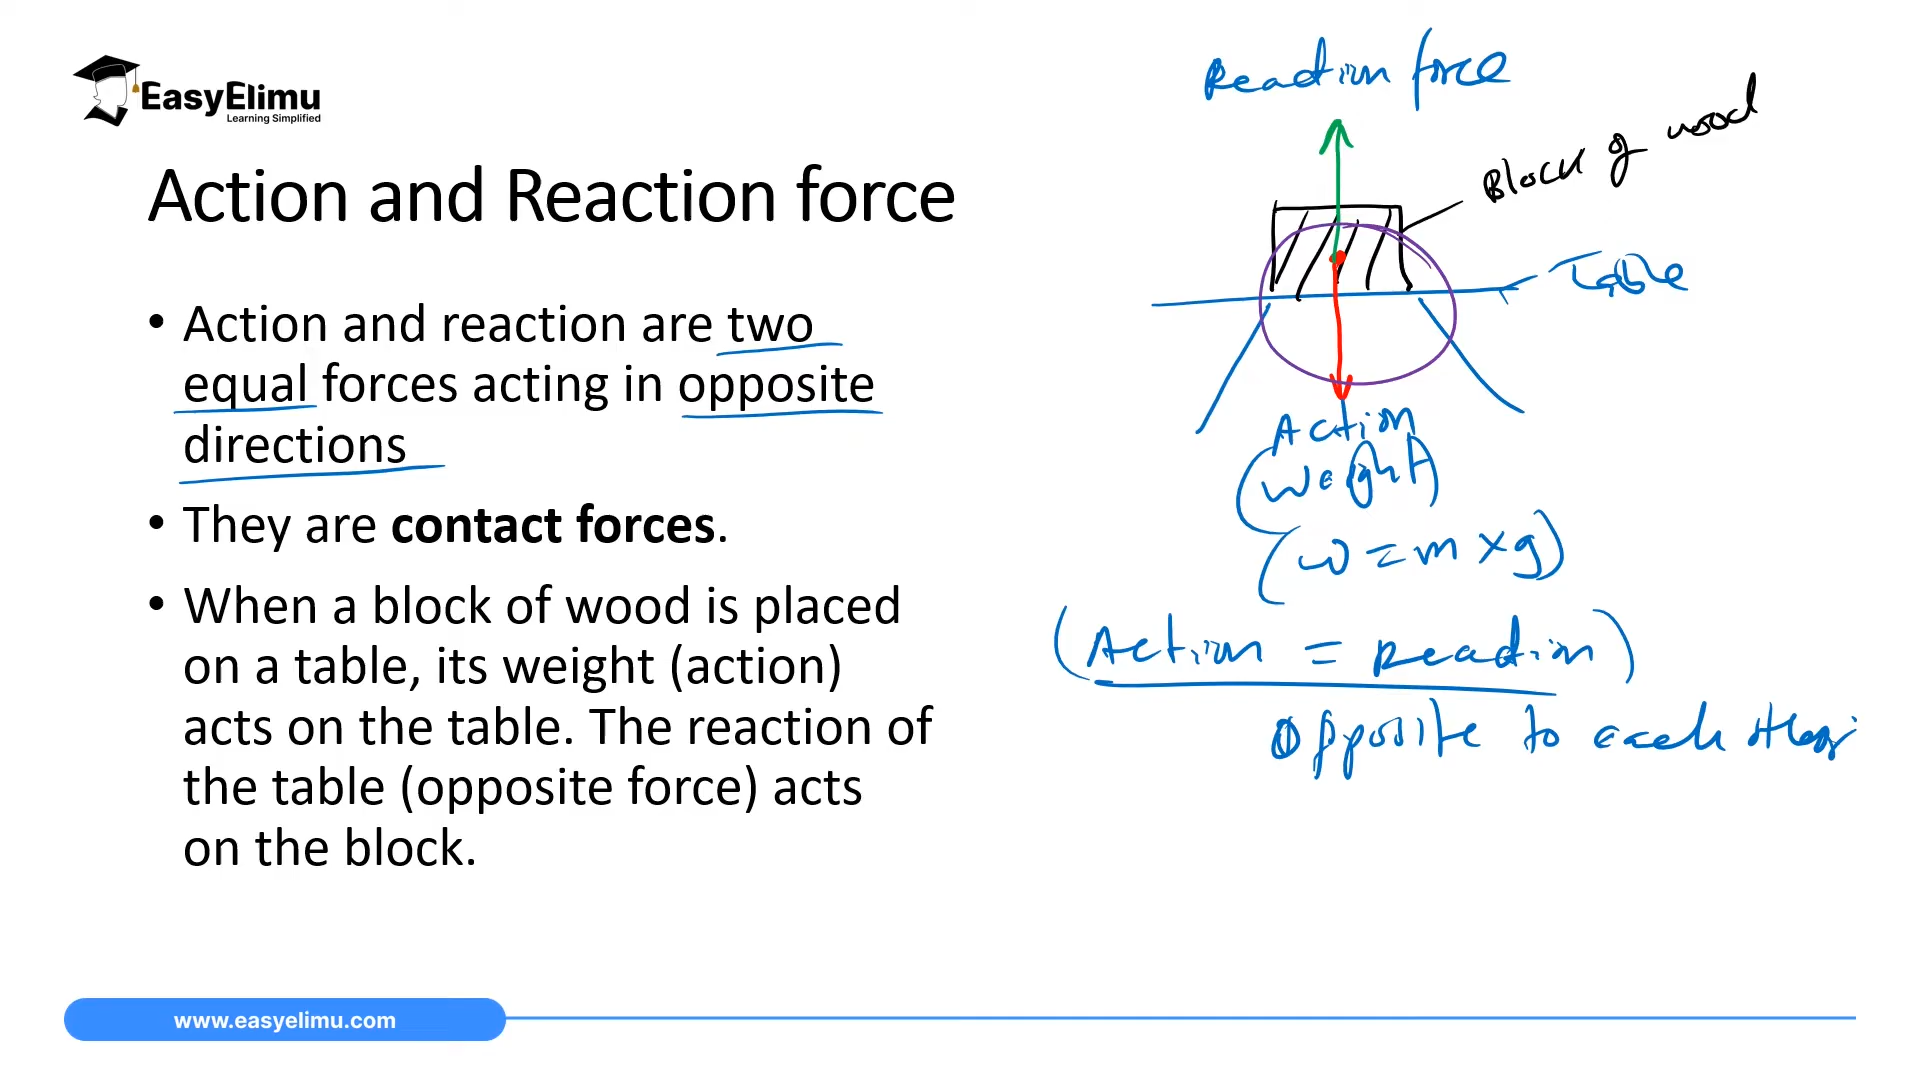 EasyElimu
Learning Simplified
Action and Reaction force
• Action and reaction are two
equal forces acting in opposite
directions
• They are contact forces.
• When a block of wood is placed
on a table, its weight (action)
acts on the table. The reaction of
the table (opposite force) acts
on the block.
Reaction force
Block of wood
Table
Action
(weight)
(w = m × g)
(Action = Reaction)
opposite to each other
www.easyelimu.com